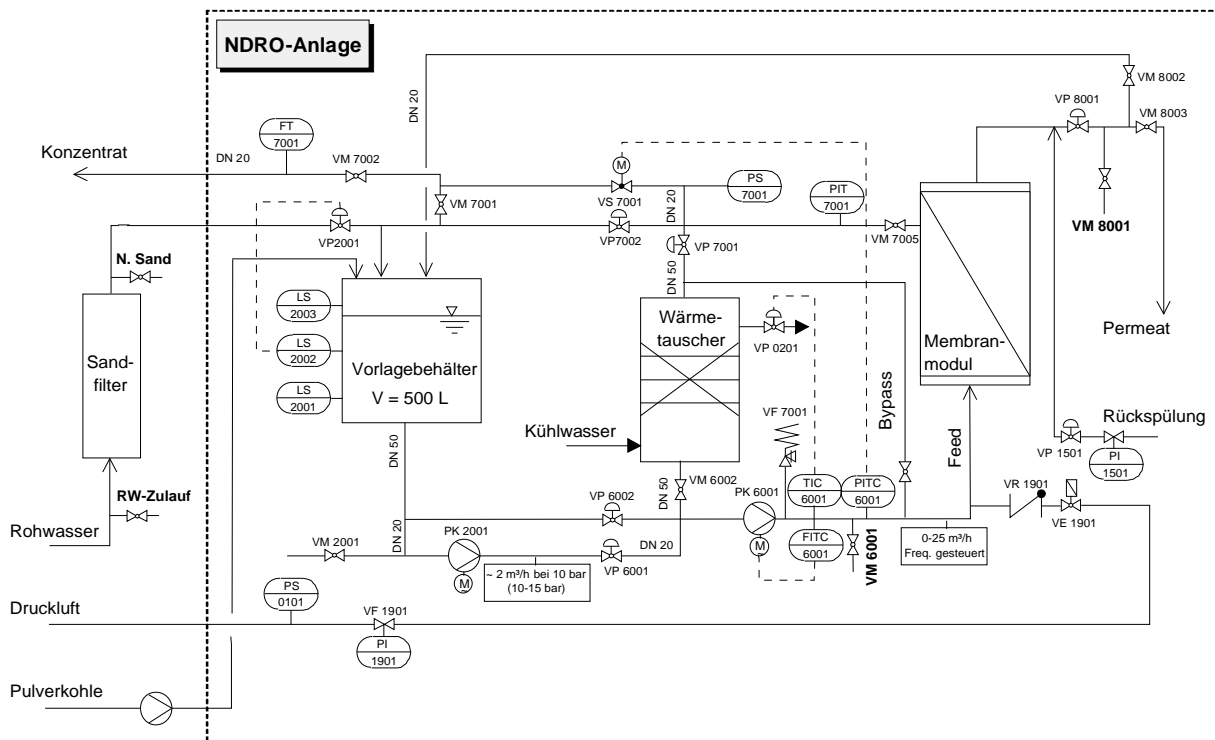 NDRO-Anlage
VM 8002
VP 8001
VM 8003
DN 20
FT
7001
Konzentrat
DN 20
VM 7002
M
PS
7001
DN 20
PIT
7001
VM 7001
VS 7001
VM 8001
VP2001
VP7002
VP 7001
VM 7005
N. Sand
DN 50
LS
2003
Wärme-
tauscher
VP 0201
Permeat
Sand-
filter
LS
2002
Vorlagebehälter
V = 500 L
Membran-
modul
LS
2001
Bypass
VF 7001
Rückspülung
Kühlwasser
DN 50
Feed
VP 1501
PI
1501
RW-Zulauf
VM 6002
DN 50
TIC
6001
PITC
6001
VR 1901
VP 6002
PK 6001
Rohwasser
DN 20
PK 2001
DN 20
FITC
6001
0-25 m³/h
Freq. gesteuert
VE 1901
VM 2001
M
~ 2 m³/h bei 10 bar
(10-15 bar)
VP 6001
M
VM 6001
PS
0101
Druckluft
VF 1901
PI
1901
Pulverkohle